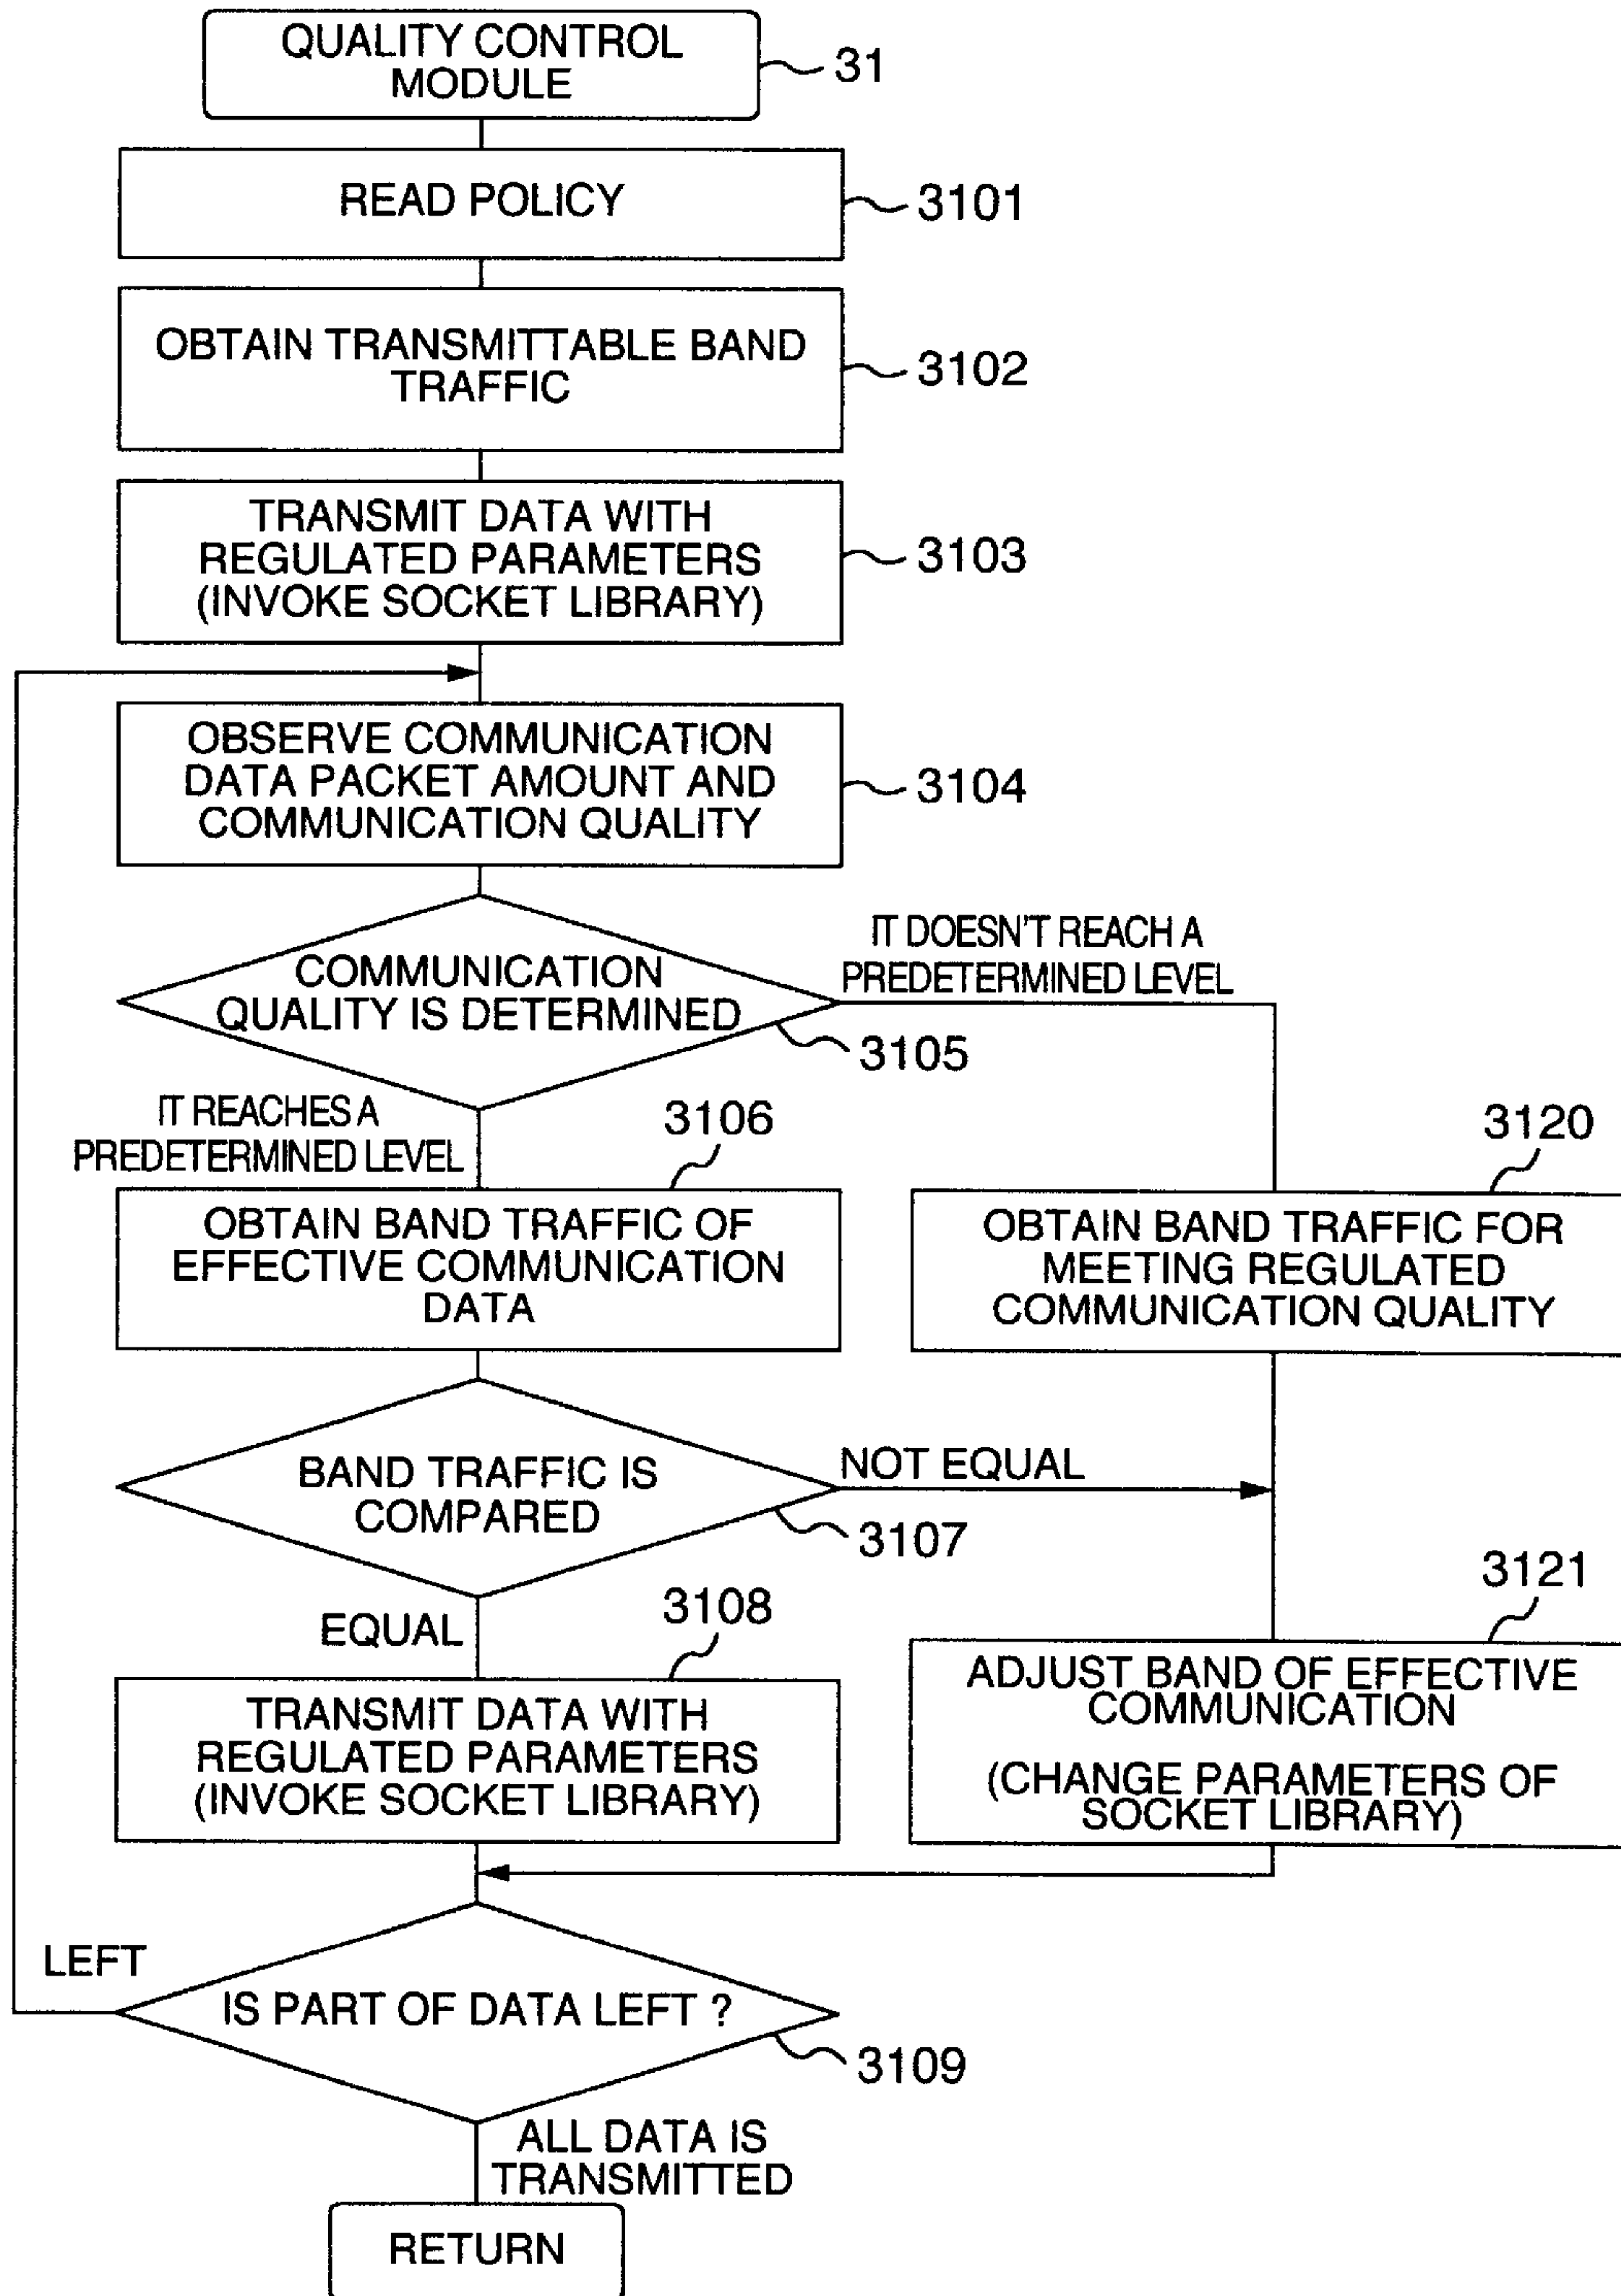 QUALITY CONTROL
MODULE
31
READ POLICY
3101
OBTAIN TRANSMITTABLE BAND
TRAFFIC
3102
TRANSMIT DATA WITH
REGULATED PARAMETERS
(INVOKE SOCKET LIBRARY)
3103
OBSERVE COMMUNICATION
DATA PACKET AMOUNT AND
COMMUNICATION QUALITY
3104
COMMUNICATION
QUALITY IS DETERMINED
3105
IT DOESN'T REACH A
PREDETERMINED LEVEL
IT REACHES A
PREDETERMINED LEVEL
3106
OBTAIN BAND TRAFFIC OF
EFFECTIVE COMMUNICATION
DATA
3120
OBTAIN BAND TRAFFIC FOR
MEETING REGULATED
COMMUNICATION QUALITY
BAND TRAFFIC IS
COMPARED
3107
NOT EQUAL
EQUAL
3108
TRANSMIT DATA WITH
REGULATED PARAMETERS
(INVOKE SOCKET LIBRARY)
3121
ADJUST BAND OF EFFECTIVE
COMMUNICATION
(CHANGE PARAMETERS OF
SOCKET LIBRARY)
LEFT
IS PART OF DATA LEFT ?
3109
ALL DATA IS
TRANSMITTED
RETURN